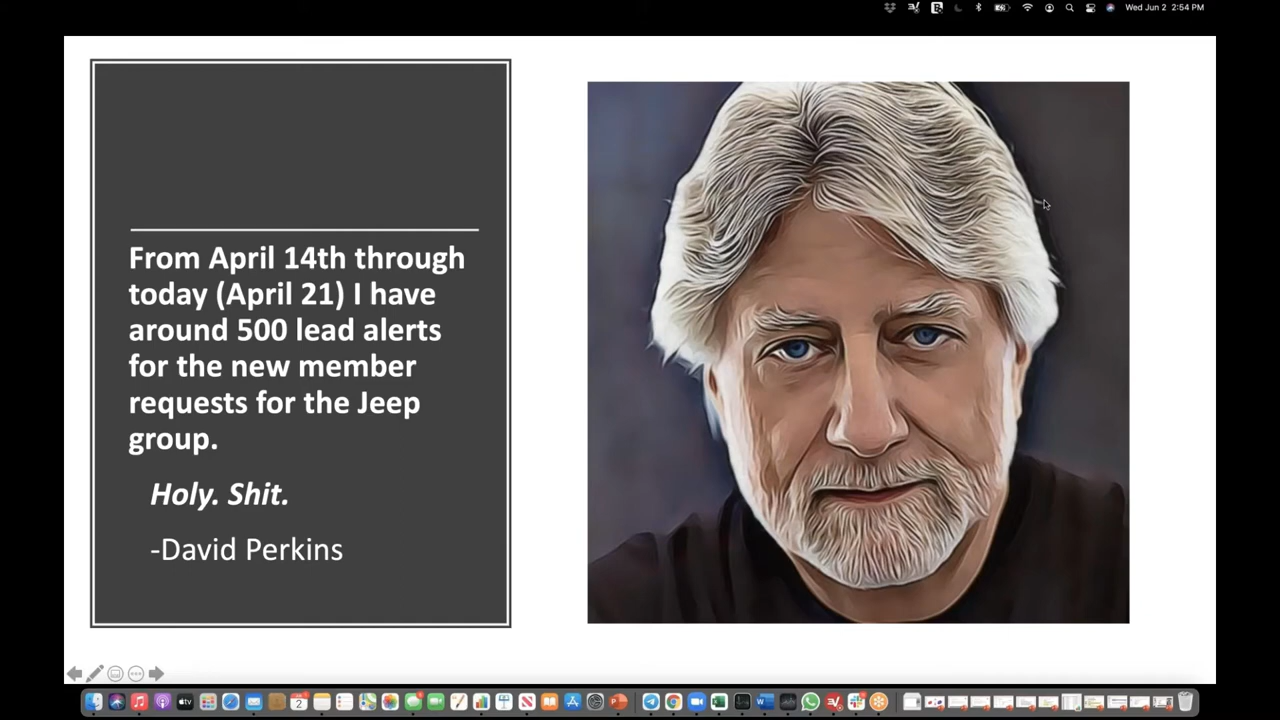 Wed Jun 2 2:54 PM
From April 14th through
today (April 21) I have
around 500 lead alerts
for the new member
requests for the Jeep
group.
Holy. Shit.
-David Perkins